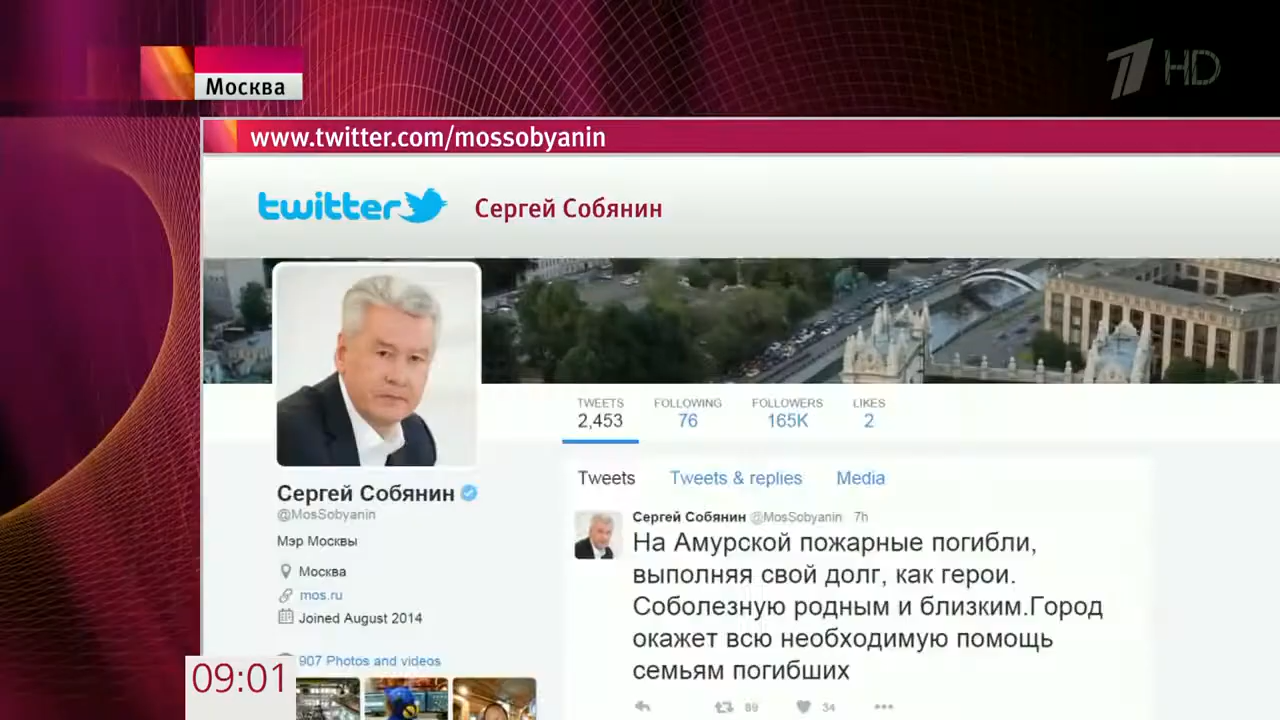 Москва
1 HD
www.twitter.com/mossobyanin
twitter Сергей Собянин
TWEETS FOLLOWING FOLLOWERS LIKES
2,453 76 165K 2
Tweets Tweets & replies Media
Сергей Собянин
@MosSobyanin
Мэр Москвы
Москва
mos.ru
Joined August 2014
907 Photos and videos
Сергей Собянин @MosSobyanin 7h
На Амурской пожарные погибли,
выполняя свой долг, как герои.
Соболезную родным и близким.Город
окажет всю необходимую помощь
семьям погибших
89 34
09:01